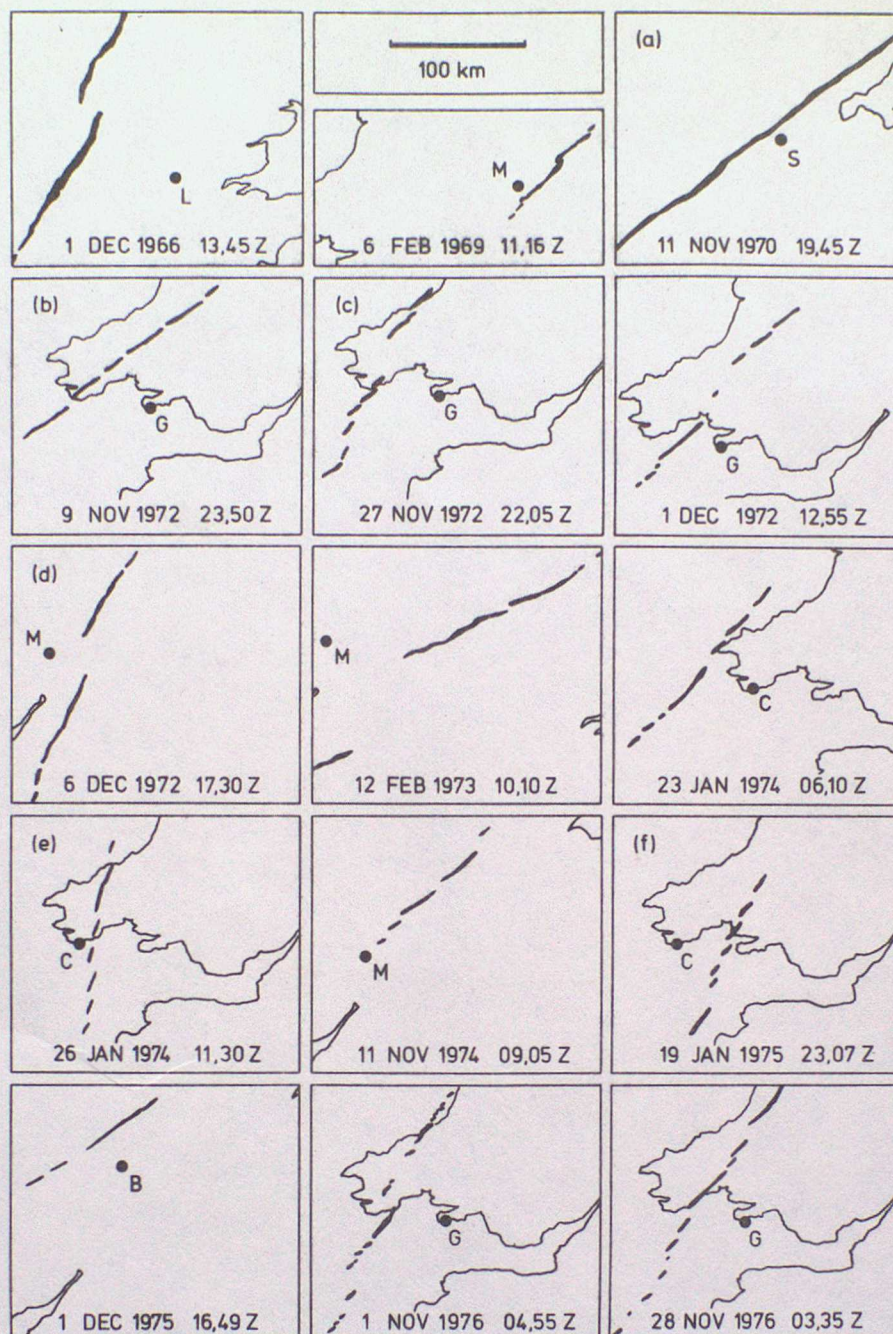 100 km
L
1 DEC 1966 13,45 Z
M
6 FEB 1969 11,16 Z
(a)
S
11 NOV 1970 19,45 Z
(b)
G
9 NOV 1972 23,50 Z
(c)
G
27 NOV 1972 22,05 Z
G
1 DEC 1972 12,55 Z
(d)
M
6 DEC 1972 17,30 Z
M
12 FEB 1973 10,10 Z
C
23 JAN 1974 06,10 Z
(e)
C
26 JAN 1974 11,30 Z
M
11 NOV 1974 09,05 Z
(f)
C
19 JAN 1975 23,07 Z
B
1 DEC 1975 16,49 Z
G
1 NOV 1976 04,55 Z
G
28 NOV 1976 03,35 Z